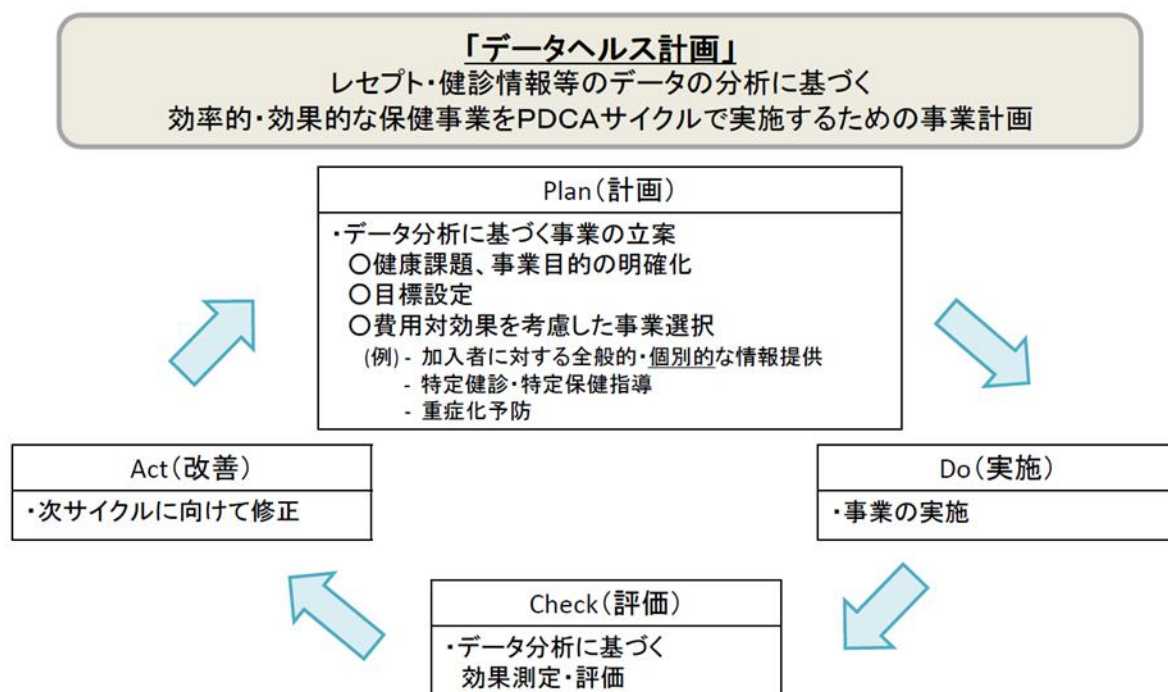 「データヘルス計画」
レセプト・健診情報等のデータの分析に基づく
効率的・効果的な保健事業をPDCAサイクルで実施するための事業計画
Plan(計画)
・データ分析に基づく事業の立案
○健康課題、事業目的の明確化
○目標設定
○費用対効果を考慮した事業選択
(例) - 加入者に対する全般的・個別的な情報提供
- 特定健診・特定保健指導
- 重症化予防
Act(改善)
・次サイクルに向けて修正
Do(実施)
・事業の実施
Check(評価)
・データ分析に基づく
効果測定・評価